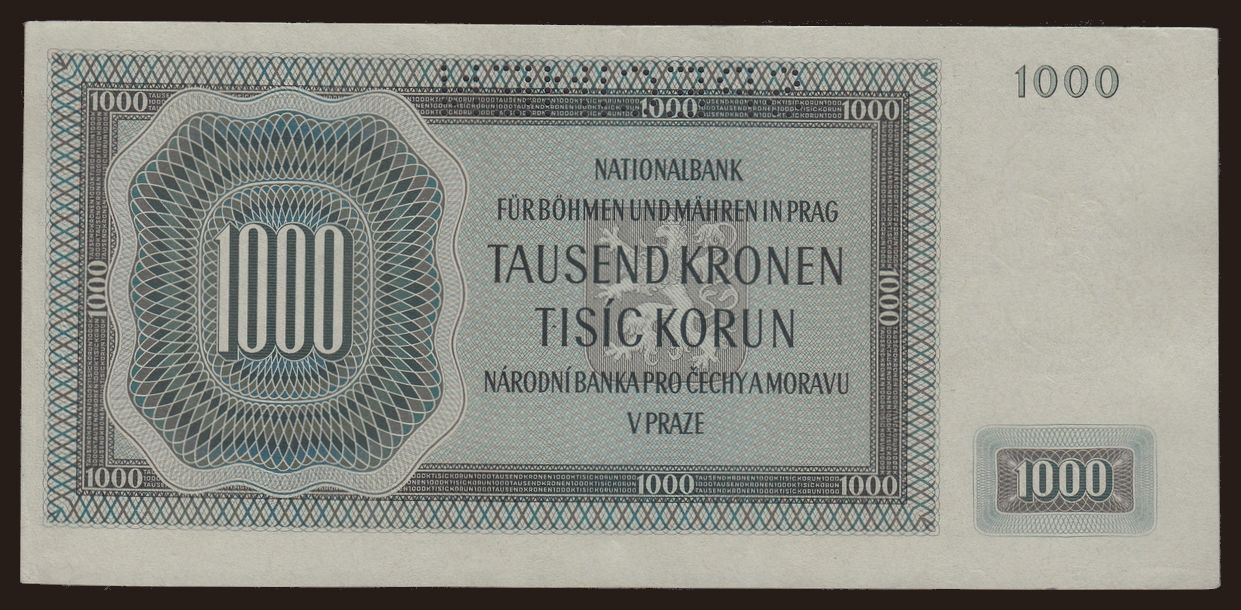 1000
1000 1000 1000
NATIONALBANK
FÜR BÖHMEN UND MÄHREN IN PRAG
TAUSEND KRONEN
TISÍC KORUN
NÁRODNÍ BANKA PRO ČECHY A MORAVU
V PRAZE
1000
1000
1000
1000
1000 1000 1000